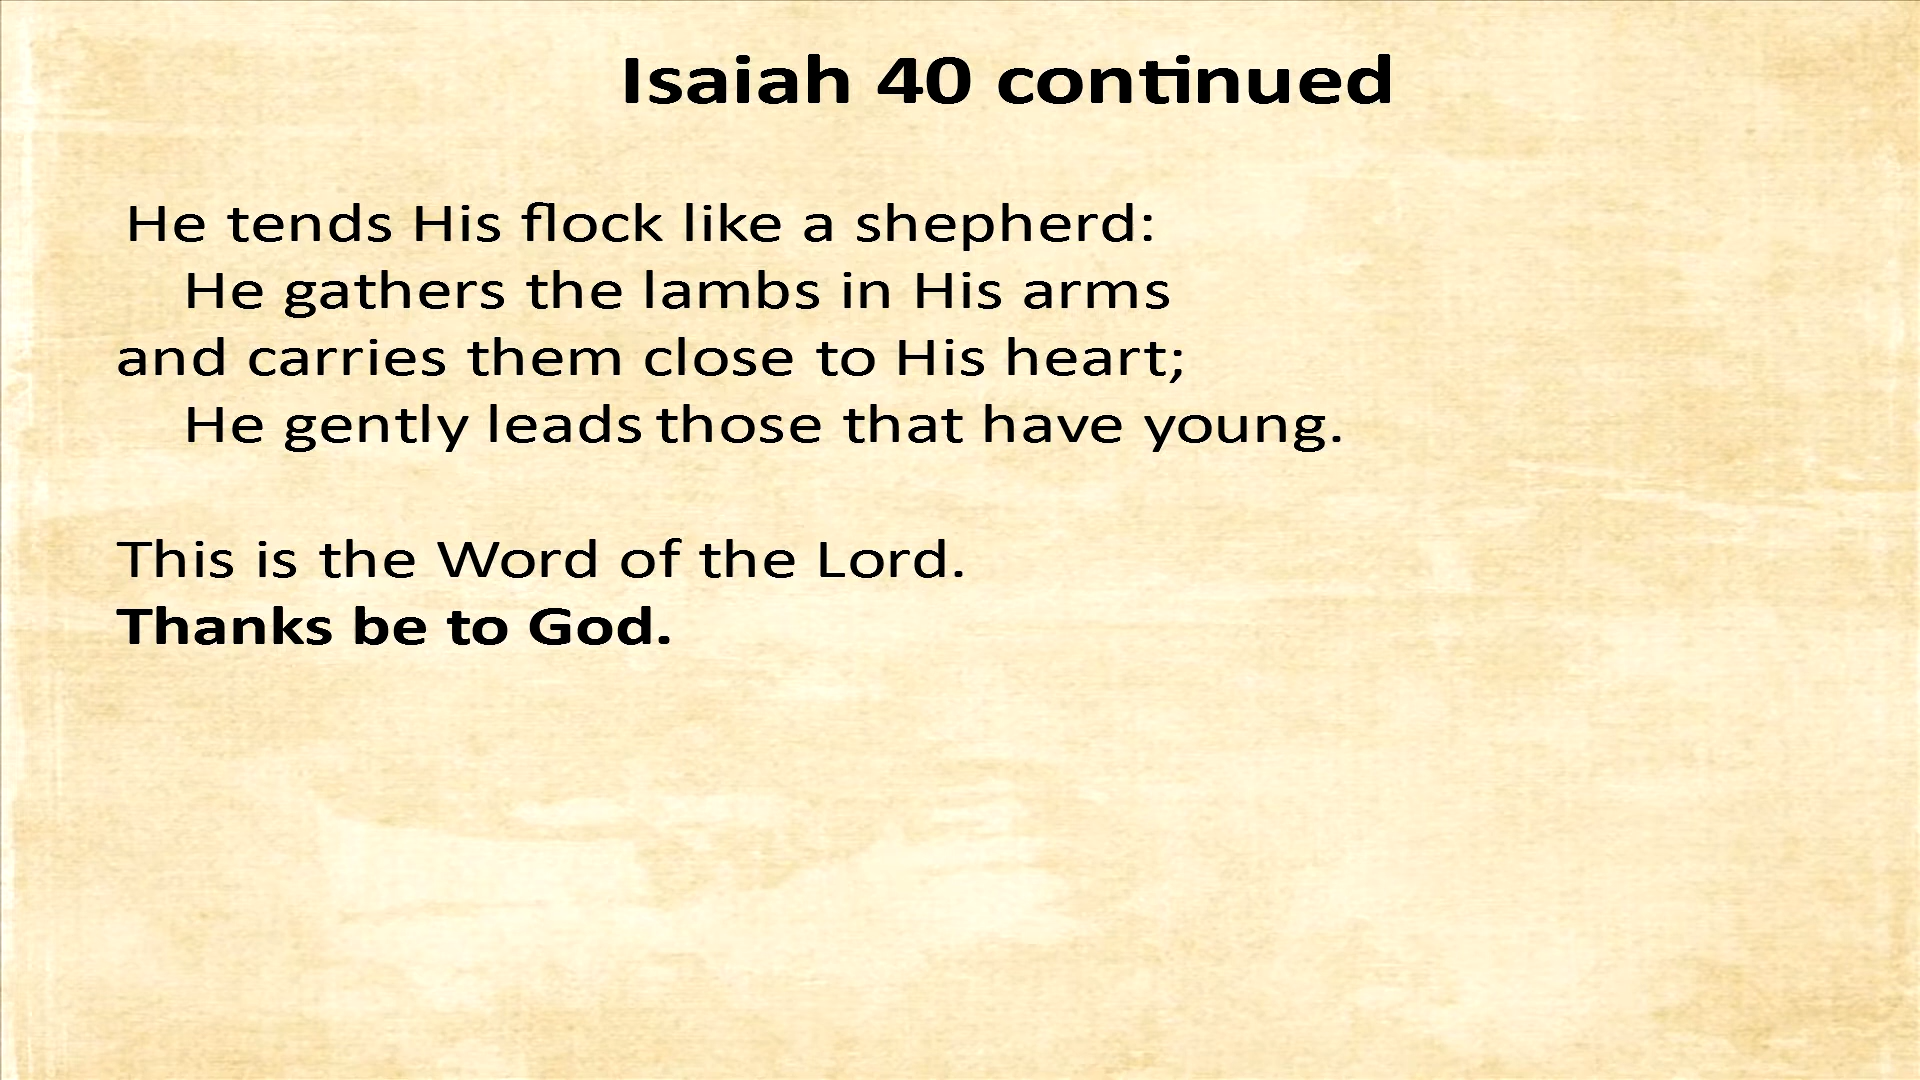 Isaiah 40 continued
He tends His flock like a shepherd:
He gathers the lambs in His arms
and carries them close to His heart;
He gently leads those that have young.
This is the Word of the Lord.
Thanks be to God.